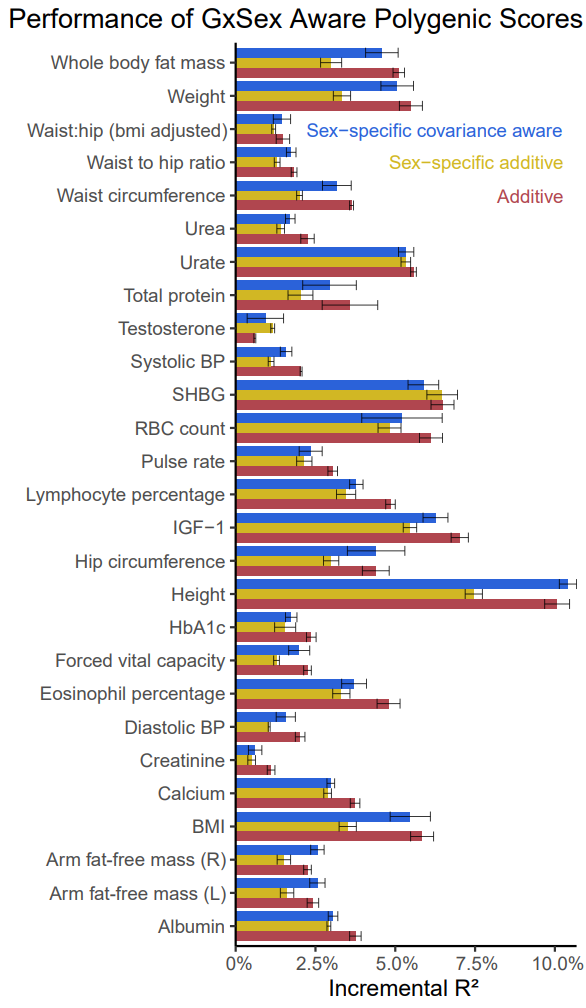 Performance of GxSex Aware Polygenic Scores
Whole body fat mass
Weight
Waist:hip (bmi adjusted)
Sex−specific covariance aware
Waist to hip ratio
Sex−specific additive
Waist circumference
Additive
Urea
Urate
Total protein
Testosterone
Systolic BP
SHBG
RBC count
Pulse rate
Lymphocyte percentage
IGF−1
Hip circumference
Height
HbA1c
Forced vital capacity
Eosinophil percentage
Diastolic BP
Creatinine
Calcium
BMI
Arm fat-free mass (R)
Arm fat-free mass (L)
Albumin
0% 2.5% 5.0% 7.5% 10.0%
Incremental R²